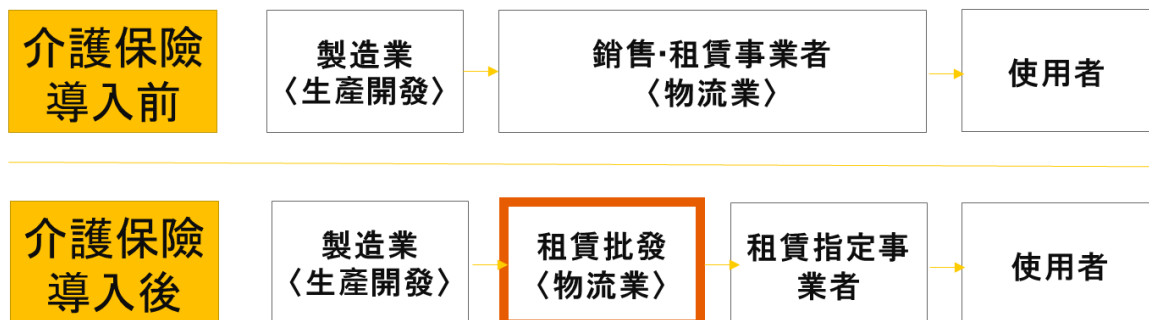 介護保險
導入前
製造業
〈生產開發〉
銷售·租賃事業者
〈物流業〉
使用者
介護保險
導入後
製造業
〈生產開發〉
租賃批發
〈物流業〉
租賃指定事
業者
使用者